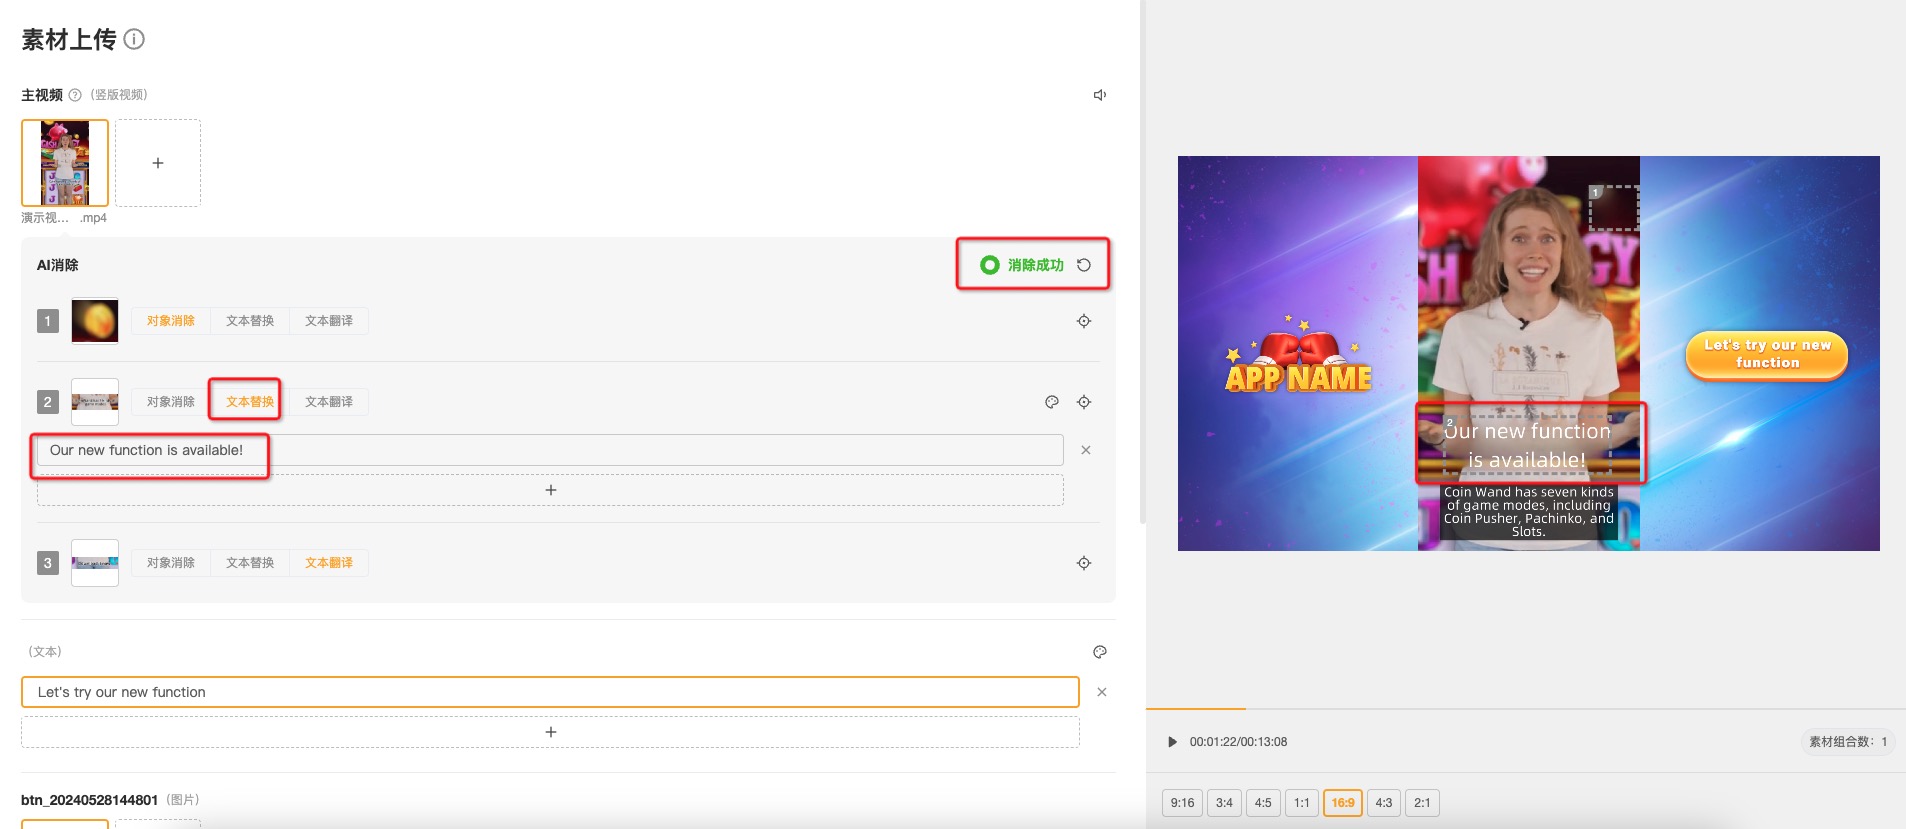 素材上传
主视频 (竖版视频)
演示视... .mp4
AI消除
消除成功
1
对象消除 文本替换 文本翻译
2
对象消除 文本替换 文本翻译
Our new function is available!
3
对象消除 文本替换 文本翻译
(文本)
Let's try our new function
btn_20240528144801 (图片)
APP NAME
1
2
Our new function
is available!
Coin Wand has seven kinds
of game modes, including
Coin Pusher, Pachinko, and
Slots.
Let's try our new
function
00:01:22/00:13:08
素材组合数: 1
9:16 3:4 4:5 1:1 16:9 4:3 2:1